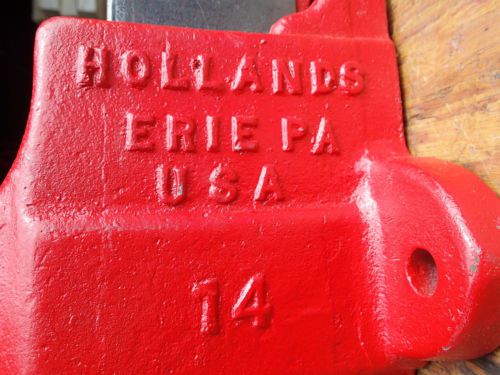 HOLLANDS
ERIE PA
USA
14